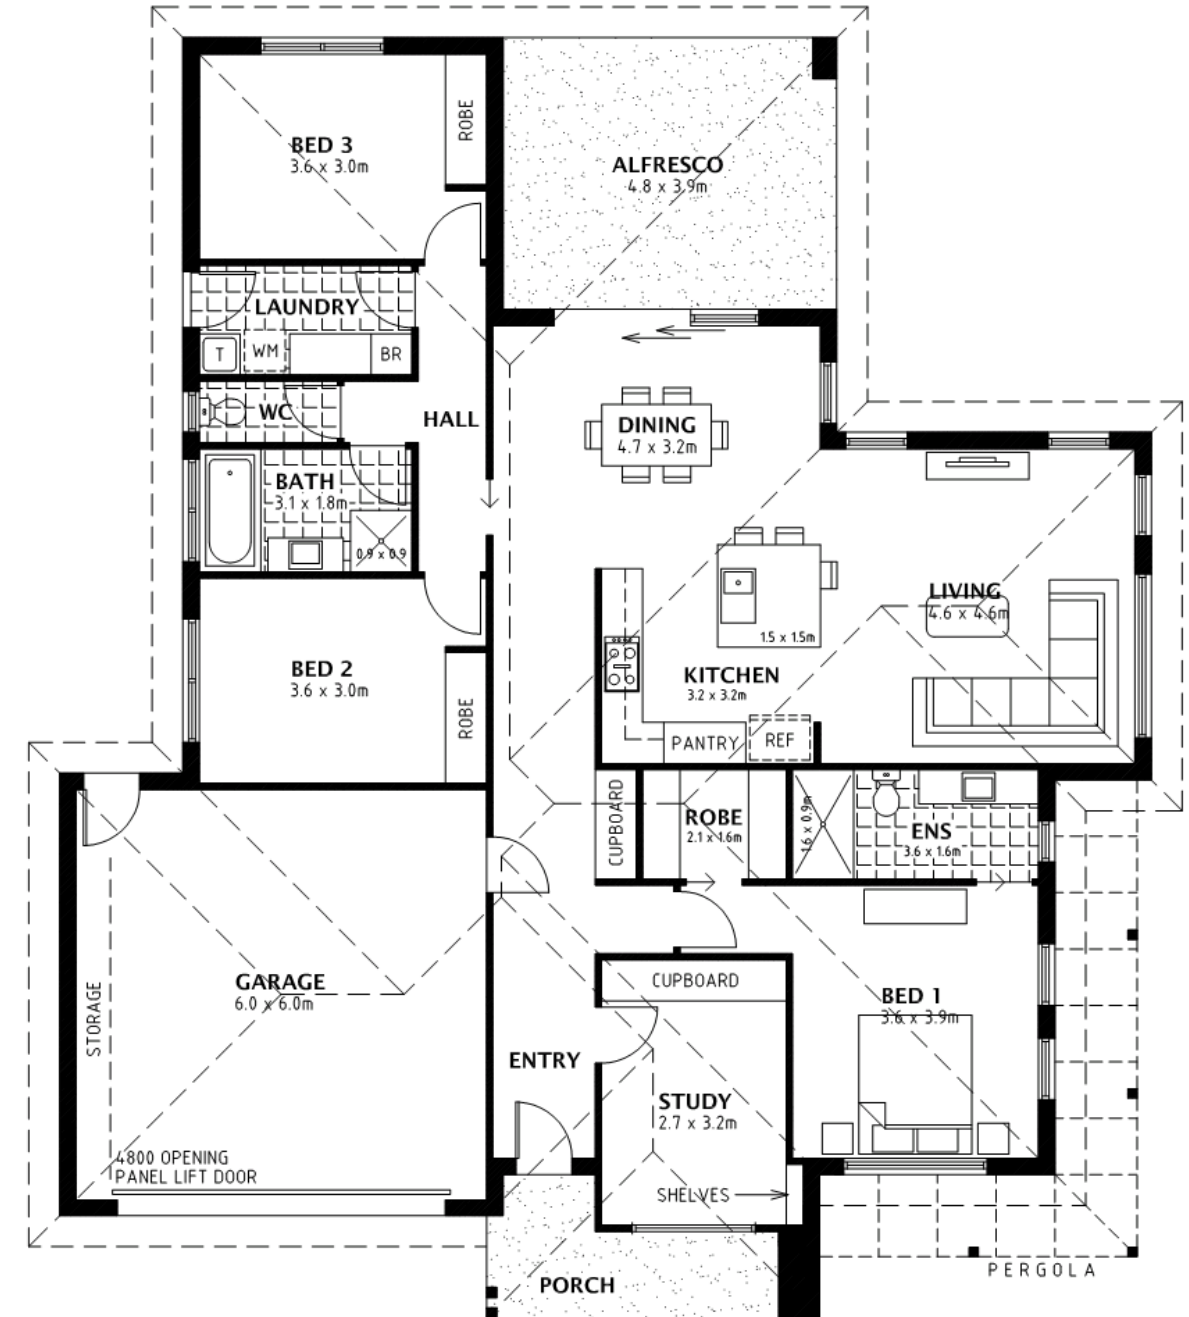 BED 3
3.6 x 3.0m
ROBE
ALFRESCO
4.8 x 3.9m
LAUNDRY
T
WM
BR
WC
HALL
DINING
4.7 x 3.2m
BATH
3.1 x 1.8m
0.9 x 0.9
LIVING
4.6 x 4.6m
1.5 x 1.5m
BED 2
3.6 x 3.0m
ROBE
KITCHEN
3.2 x 3.2m
PANTRY
REF
CUPBOARD
ROBE
2.1 x 1.6m
1.6 x 0.9m
ENS
3.6 x 1.6m
GARAGE
6.0 x 6.0m
STORAGE
CUPBOARD
BED 1
3.6 x 3.9m
ENTRY
STUDY
2.7 x 3.2m
4800 OPENING
PANEL LIFT DOOR
SHELVES
PERGOLA
PORCH